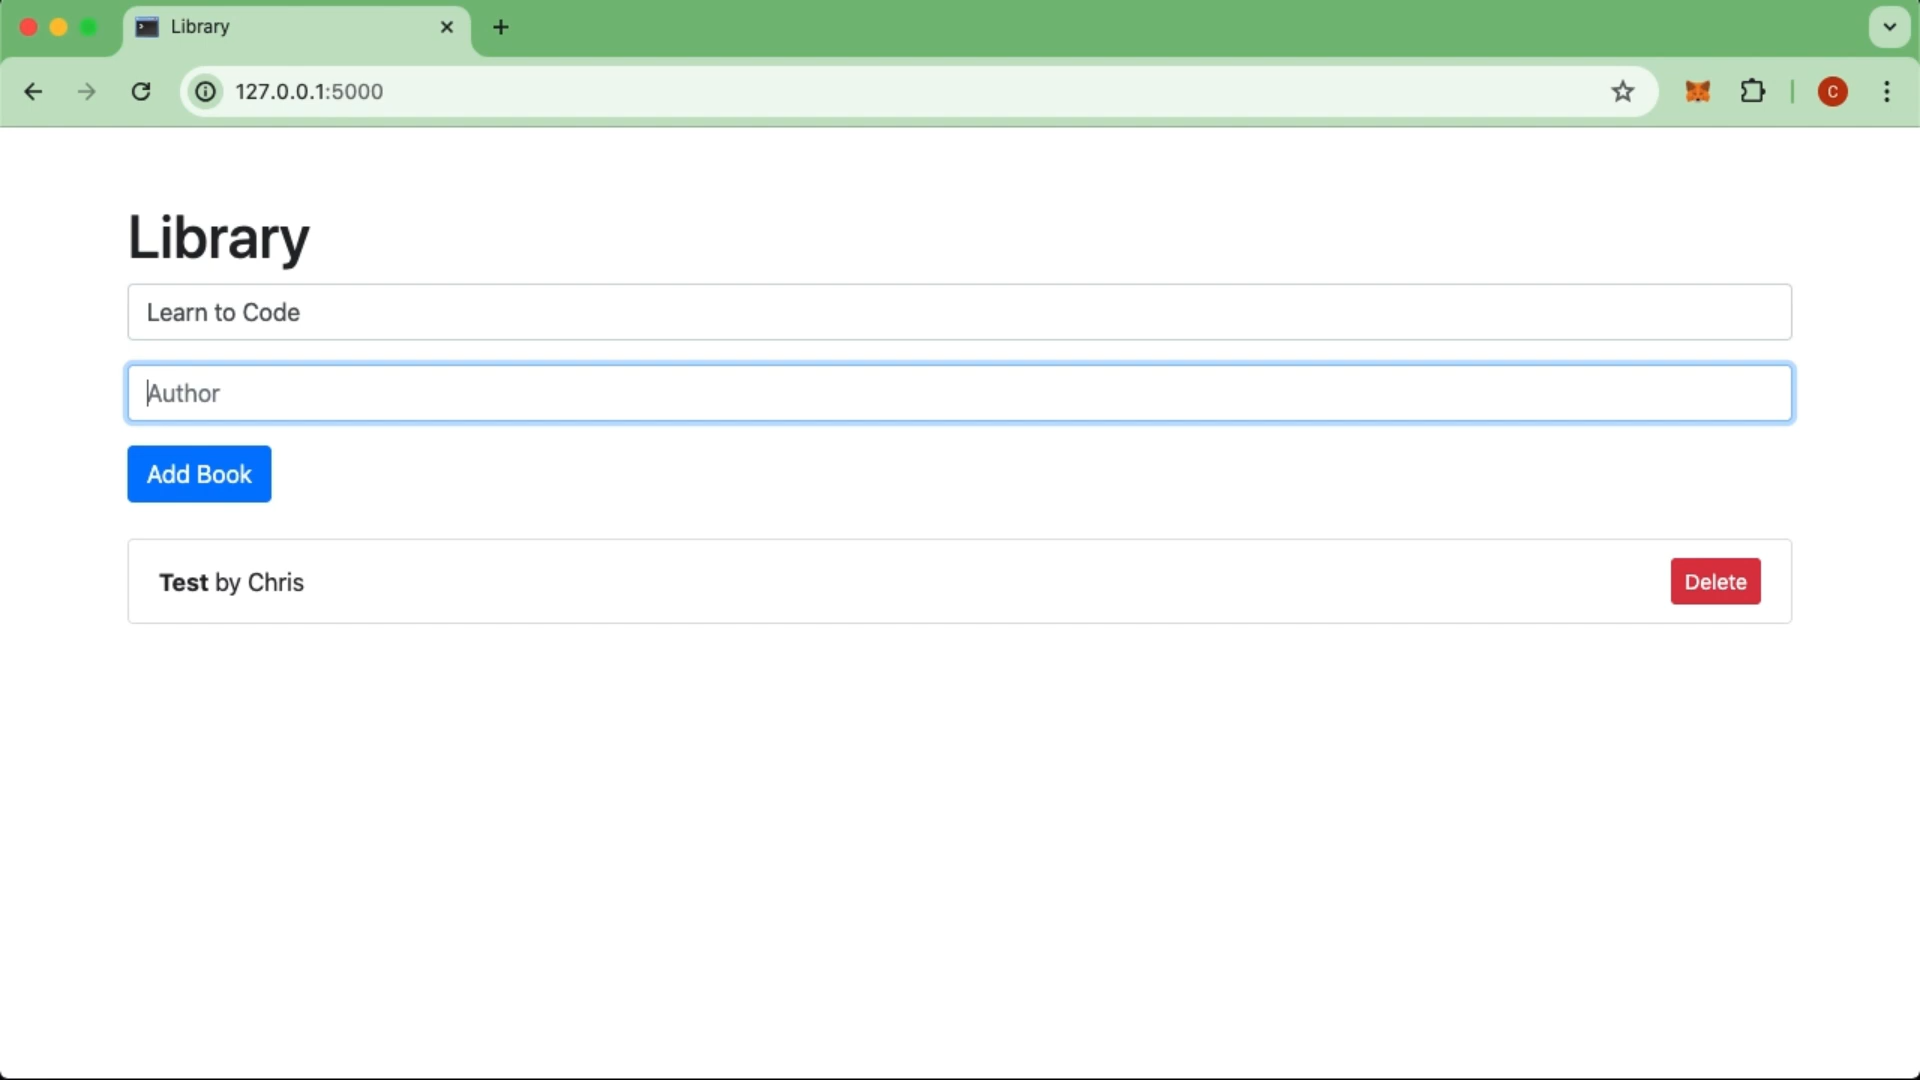 Library
127.0.0.1:5000
C
Library
Learn to Code
Author
Add Book
Test by Chris
Delete